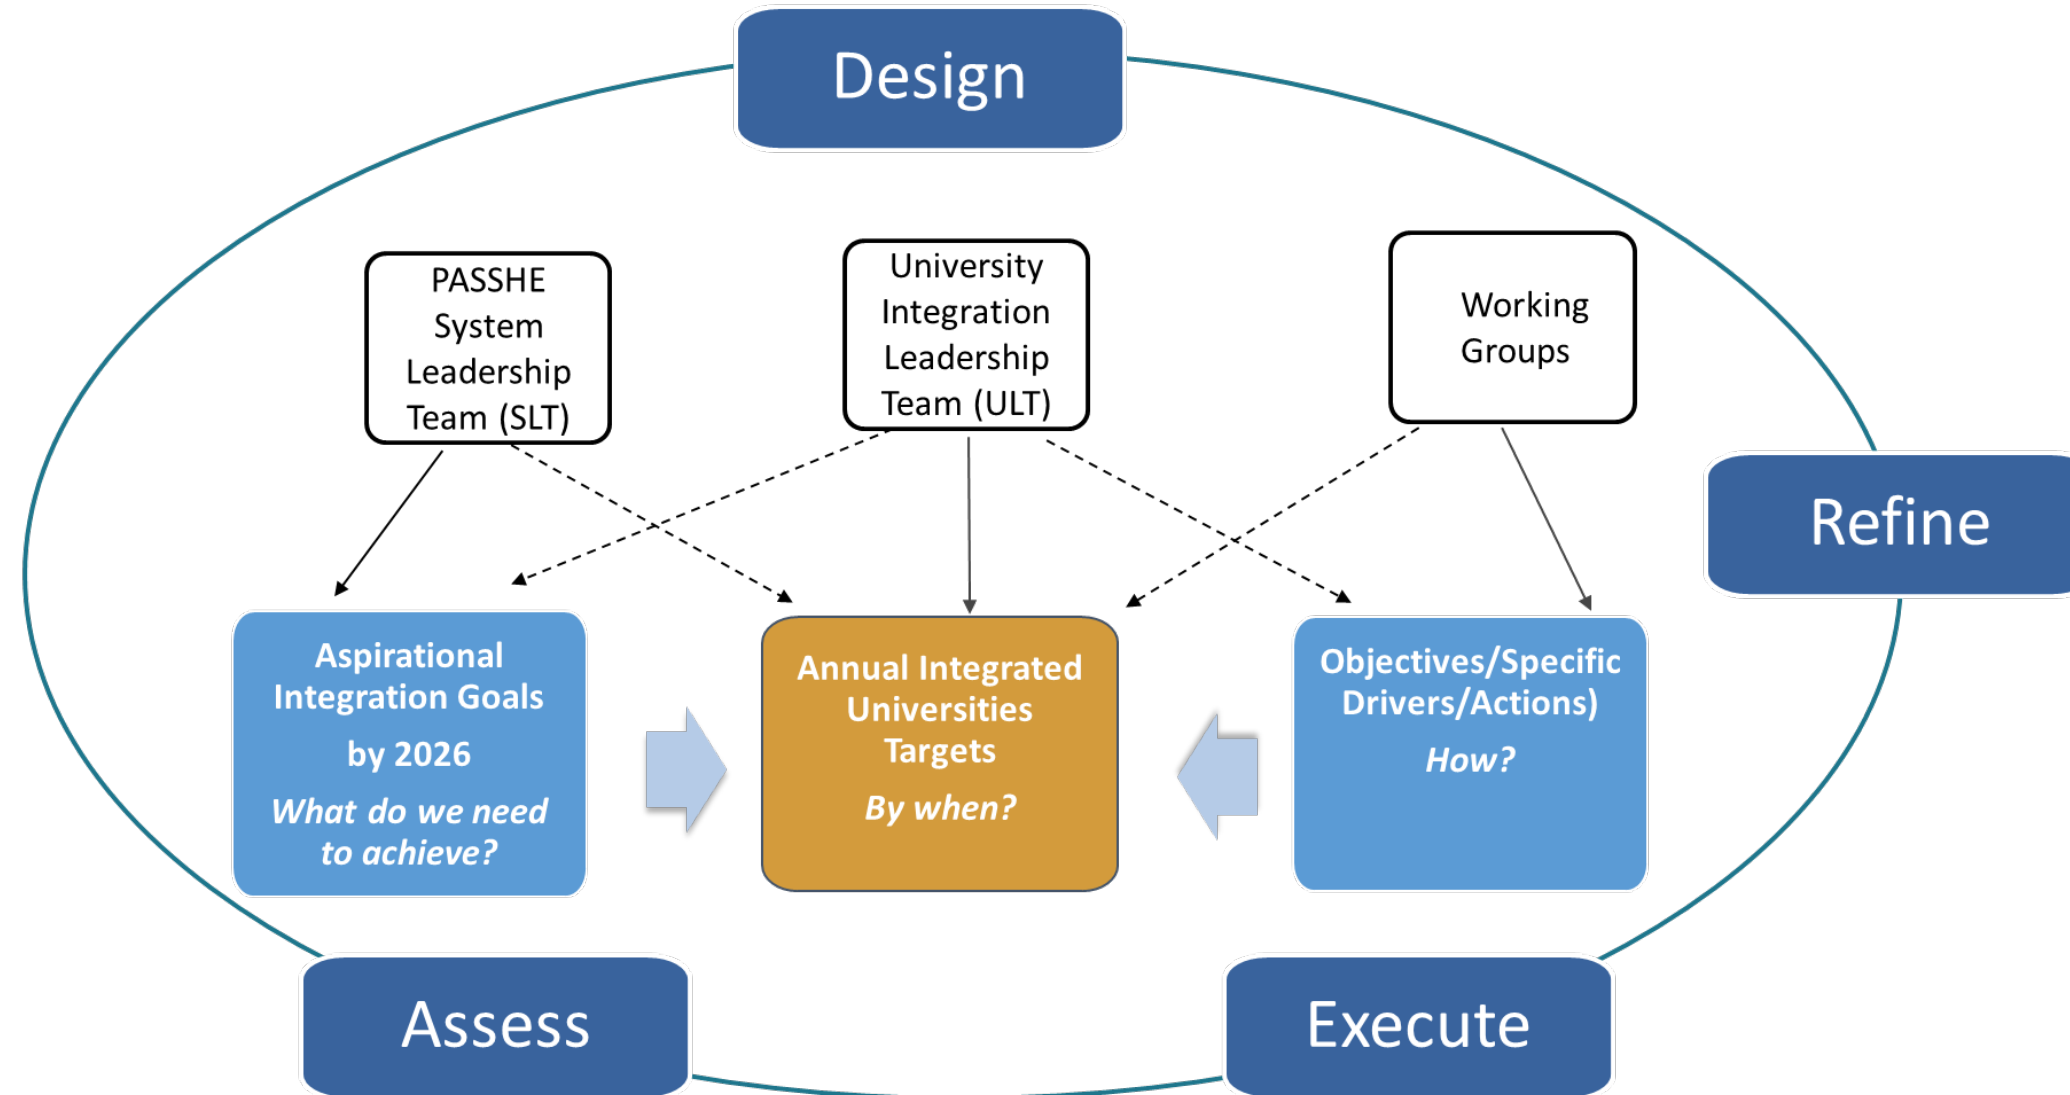 Design
PASSHE
System
Leadership
Team (SLT)
University
Integration
Leadership
Team (ULT)
Working
Groups
Refine
Aspirational
Integration Goals
by 2026
What do we need
to achieve?
Annual Integrated
Universities
Targets
By when?
Objectives/Specific
Drivers/Actions)
How?
Assess
Execute